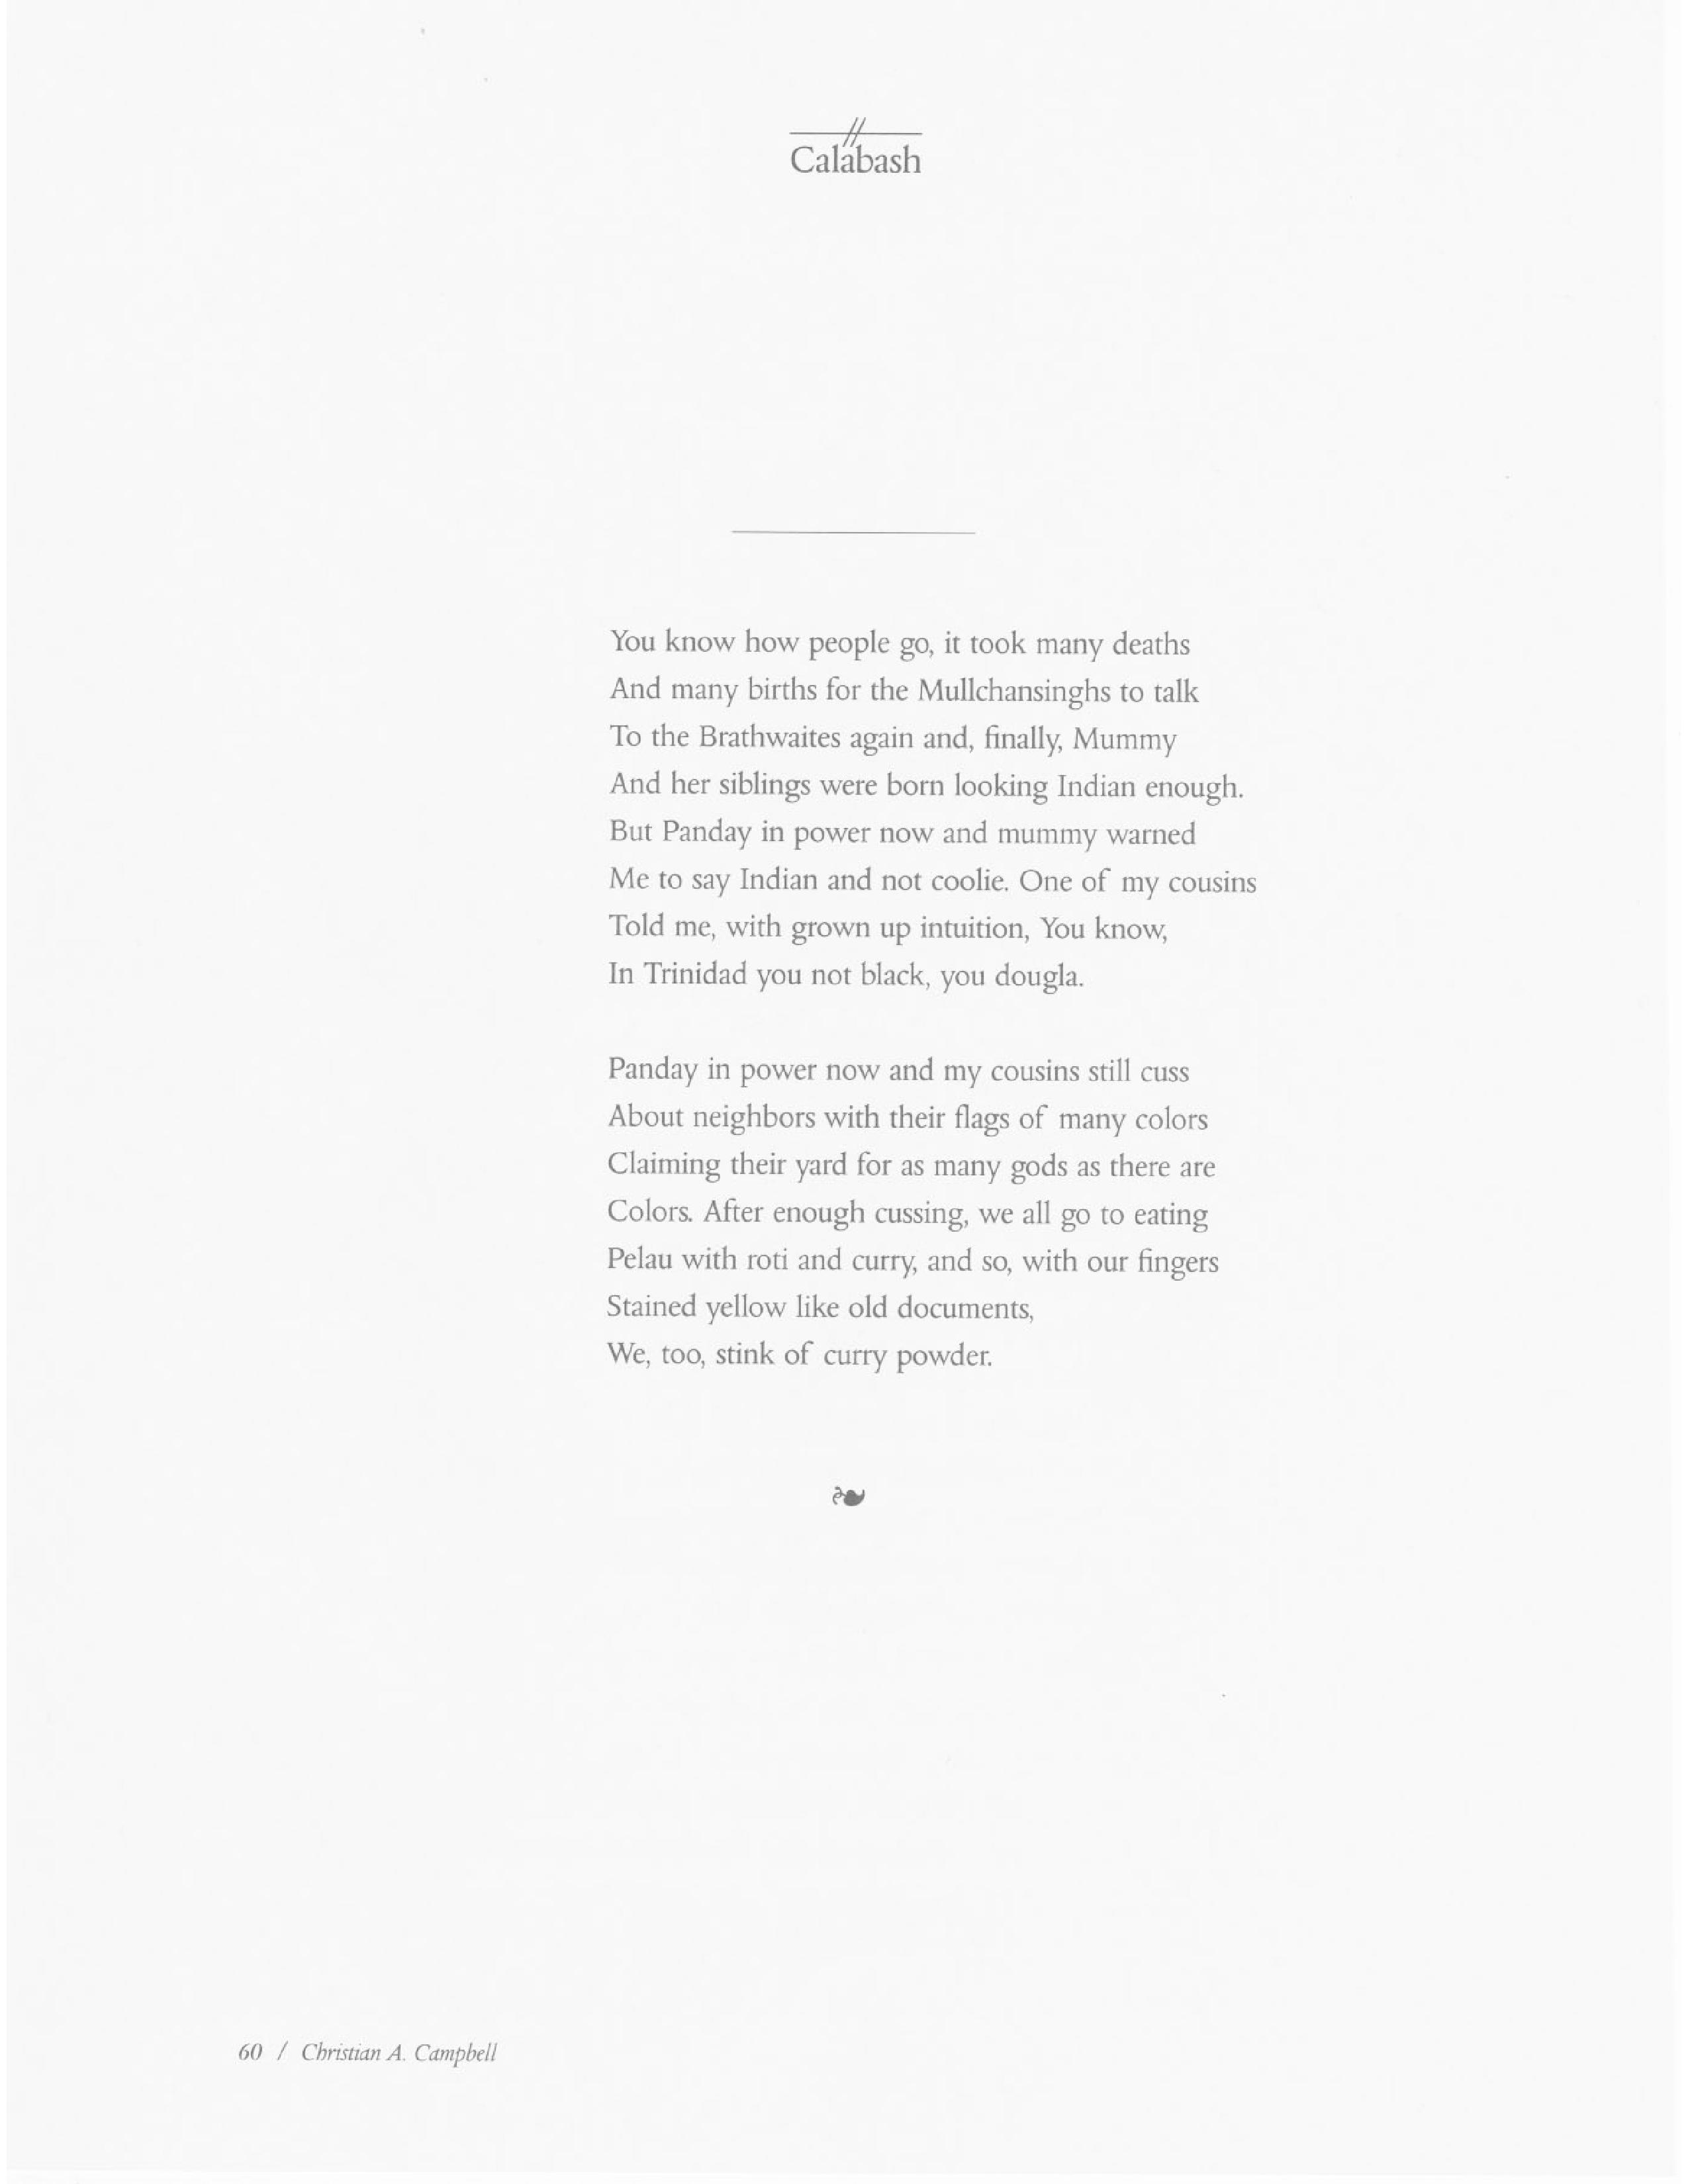 Calabash
You know how people go, it took many deaths
And many births for the Mullchansinghs to talk
To the Brathwaites again and, finally, Mummy
And her siblings were born looking Indian enough.
But Panday in power now and mummy warned
Me to say Indian and not coolie. One of my cousins
Told me, with grown up intuition, You know,
In Trinidad you not black, you dougla.
Panday in power now and my cousins still cuss
About neighbors with their flags of many colors
Claiming their yard for as many gods as there are
Colors. After enough cussing, we all go to eating
Pelau with roti and curry, and so, with our fingers
Stained yellow like old documents,
We, too, stink of curry powder.
60 / Christian A. Campbell